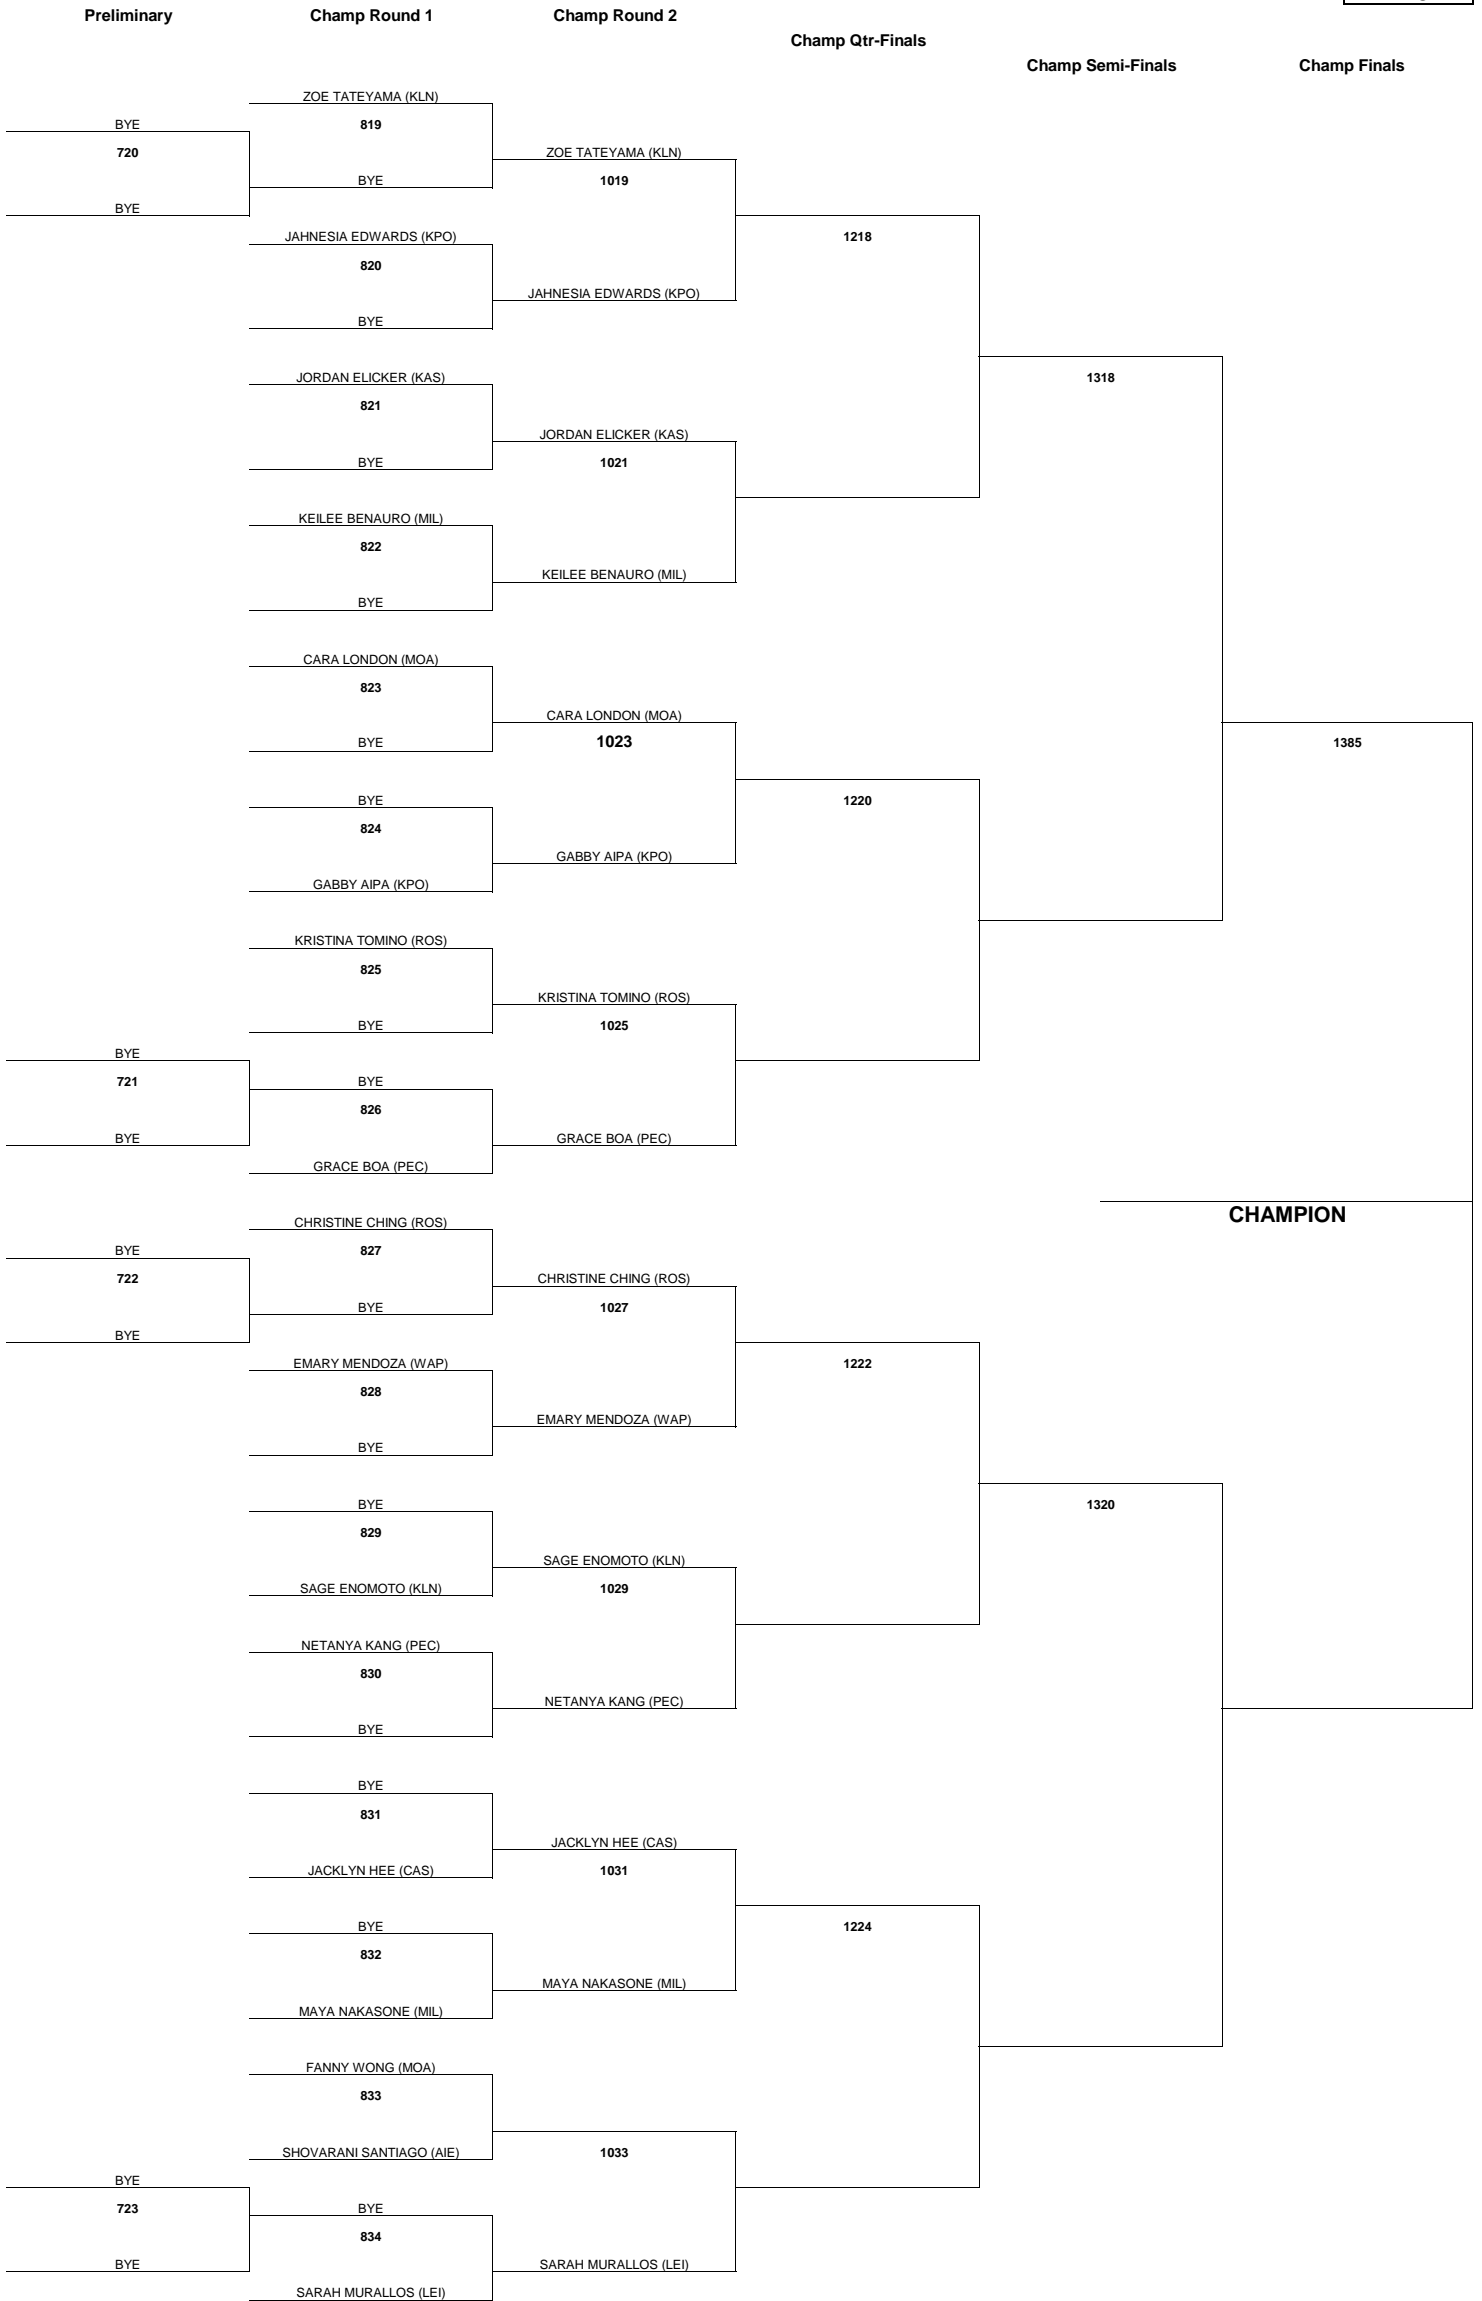 Preliminary
Champ Round 1
Champ Round 2
Champ Qtr-Finals
Champ Semi-Finals
Champ Finals
ZOE TATEYAMA (KLN)
BYE
819
720
ZOE TATEYAMA (KLN)
BYE
1019
BYE
JAHNESIA EDWARDS (KPO)
1218
820
JAHNESIA EDWARDS (KPO)
BYE
JORDAN ELICKER (KAS)
1318
821
JORDAN ELICKER (KAS)
BYE
1021
KEILEE BENAURO (MIL)
822
KEILEE BENAURO (MIL)
BYE
CARA LONDON (MOA)
823
CARA LONDON (MOA)
BYE
1023
1385
BYE
1220
824
GABBY AIPA (KPO)
GABBY AIPA (KPO)
KRISTINA TOMINO (ROS)
825
KRISTINA TOMINO (ROS)
BYE
1025
BYE
721
BYE
826
BYE
GRACE BOA (PEC)
GRACE BOA (PEC)
CHAMPION
CHRISTINE CHING (ROS)
BYE
827
722
CHRISTINE CHING (ROS)
BYE
1027
BYE
EMARY MENDOZA (WAP)
1222
828
EMARY MENDOZA (WAP)
BYE
BYE
1320
829
SAGE ENOMOTO (KLN)
SAGE ENOMOTO (KLN)
1029
NETANYA KANG (PEC)
830
NETANYA KANG (PEC)
BYE
BYE
831
JACKLYN HEE (CAS)
JACKLYN HEE (CAS)
1031
BYE
1224
832
MAYA NAKASONE (MIL)
MAYA NAKASONE (MIL)
FANNY WONG (MOA)
833
SHOVARANI SANTIAGO (AIE)
1033
BYE
723
BYE
834
BYE
SARAH MURALLOS (LEI)
SARAH MURALLOS (LEI)